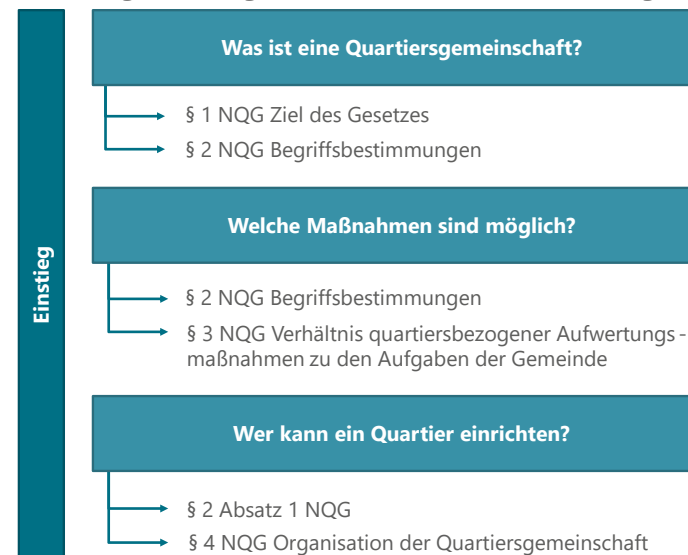 Einstieg
Was ist eine Quartiersgemeinschaft?
§ 1 NQG Ziel des Gesetzes
§ 2 NQG Begriffsbestimmungen
Welche Maßnahmen sind möglich?
§ 2 NQG Begriffsbestimmungen
§ 3 NQG Verhältnis quartiersbezogener Aufwertungs-
maßnahmen zu den Aufgaben der Gemeinde
Wer kann ein Quartier einrichten?
§ 2 Absatz 1 NQG
§ 4 NQG Organisation der Quartiersgemeinschaft